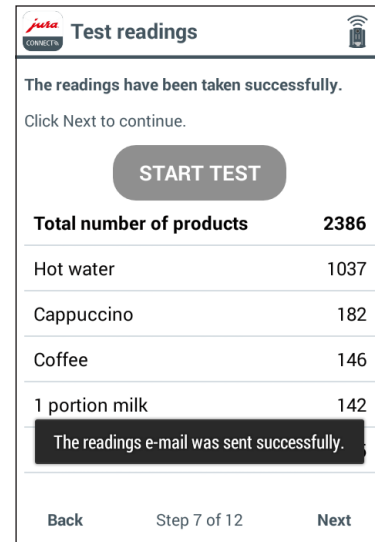 jura
CONNECT
Test readings
The readings have been taken successfully.
Click Next to continue.
START TEST
Total number of products 2386
Hot water 1037
Cappuccino 182
Coffee 146
1 portion milk 142
The readings e-mail was sent successfully.
Back Step 7 of 12 Next